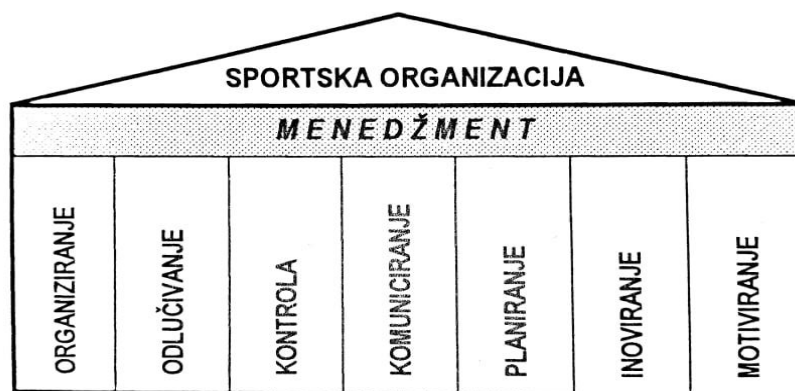 SPORTSKA ORGANIZACIJA
MENEDŽMENT
ORGANIZIRANJE
ODLUČIVANJE
KONTROLA
KOMUNICIRANJE
PLANIRANJE
INOVIRANJE
MOTIVIRANJE